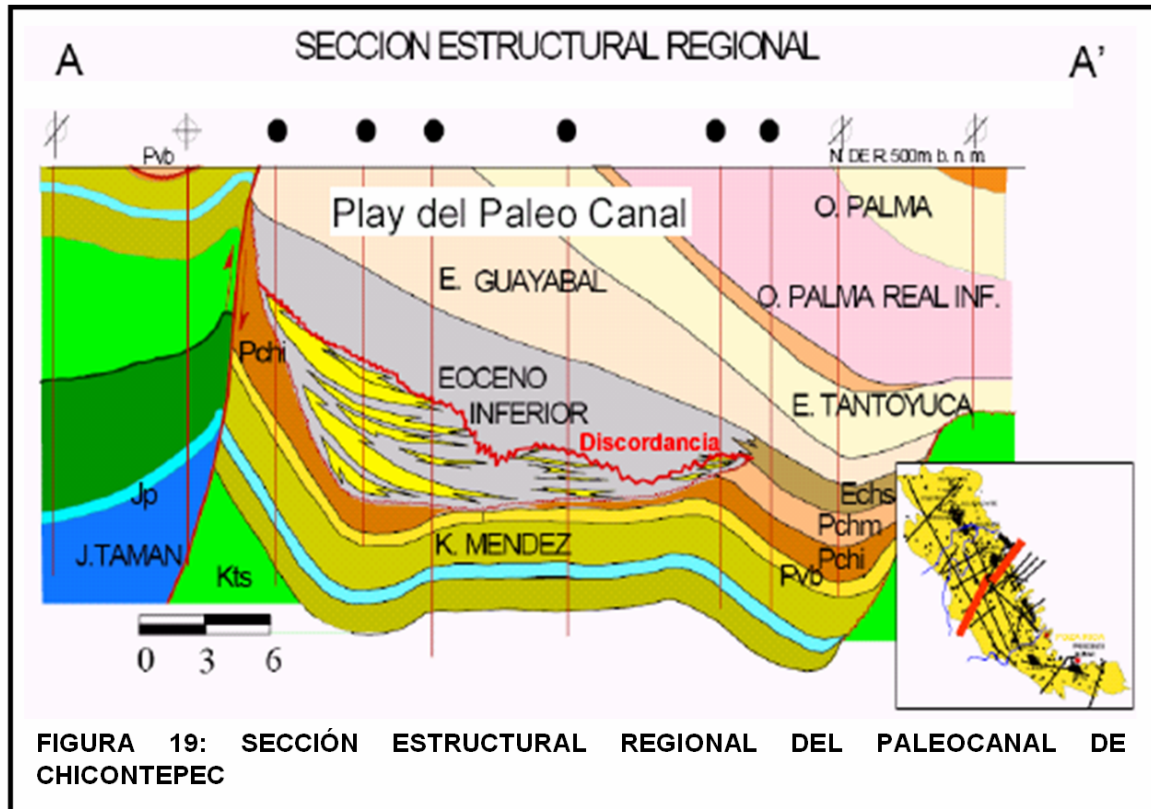 SECCION ESTRUCTURAL REGIONAL
A
A'
Pvb
N. DE R. 500m. b. n. m.
Play del Paleo Canal
O. PALMA
E. GUAYABAL
O. PALMA REAL INF.
Pchi
EOCENO
INFERIOR
E. TANTOYUCA
Discordancia
Echs
Jp
Pchm
K. MENDEZ
Pchi
J. TAMAN
Kts
Pvb
0 3 6
FIGURA 19: SECCIÓN ESTRUCTURAL REGIONAL DEL PALEOCANAL DE
CHICONTEPEC